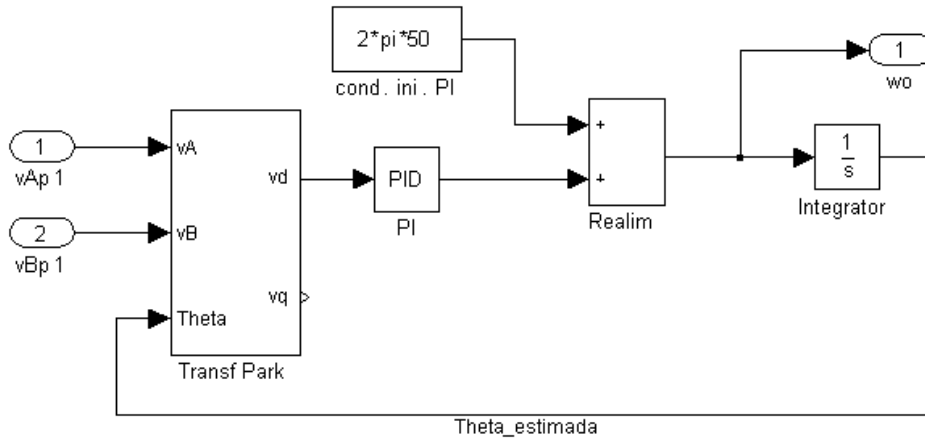 2*pi*50
cond. ini. PI
1
wo
1
vAp 1
vA
vd
PID
PI
+
+
Realim
1
s
Integrator
2
vBp 1
vB
vq
Theta
Transf Park
Theta_estimada